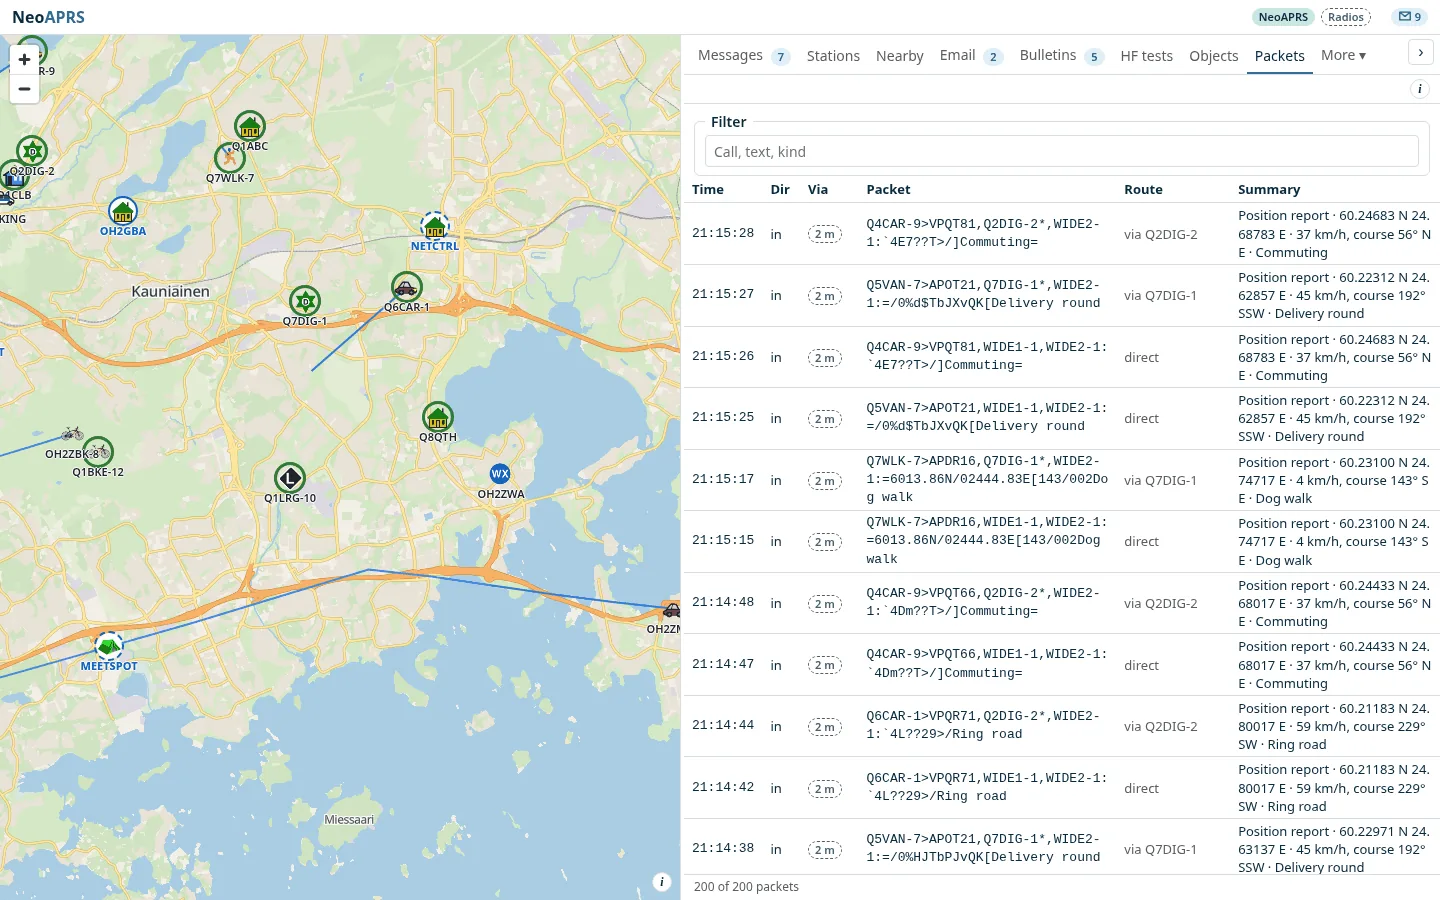 NeoAPRS
NeoAPRS
Radios
9
Messages 7
Stations
Nearby
Email 2
Bulletins 5
HF tests
Objects
Packets
More ▾
›
i
Filter
Call, text, kind
Time Dir Via Packet Route Summary
21:15:28 in 2 m
Q4CAR-9>VPQT81,Q2DIG-2*,WIDE2-
1:`4E7??T>/]Commuting=
via Q2DIG-2
Position report · 60.24683 N 24.
68783 E · 37 km/h, course 56° N
E · Commuting
21:15:27 in 2 m
Q5VAN-7>APOT21,Q7DIG-1*,WIDE2-
1:=/0%d$TbJXvQK[Delivery round
via Q7DIG-1
Position report · 60.22312 N 24.
62857 E · 45 km/h, course 192°
SSW · Delivery round
21:15:26 in 2 m
Q4CAR-9>VPQT81,WIDE1-1,WIDE2-1:
`4E7??T>/]Commuting=
direct
Position report · 60.24683 N 24.
68783 E · 37 km/h, course 56° N
E · Commuting
21:15:25 in 2 m
Q5VAN-7>APOT21,WIDE1-1,WIDE2-1:
=/0%d$TbJXvQK[Delivery round
direct
Position report · 60.22312 N 24.
62857 E · 45 km/h, course 192°
SSW · Delivery round
21:15:17 in 2 m
Q7WLK-7>APDR16,Q7DIG-1*,WIDE2-
1:=6013.86N/02444.83E[143/002Do
g walk
via Q7DIG-1
Position report · 60.23100 N 24.
74717 E · 4 km/h, course 143° S
E · Dog walk
21:15:15 in 2 m
Q7WLK-7>APDR16,WIDE1-1,WIDE2-1:
=6013.86N/02444.83E[143/002Dog
walk
direct
Position report · 60.23100 N 24.
74717 E · 4 km/h, course 143° S
E · Dog walk
21:14:48 in 2 m
Q4CAR-9>VPQT66,Q2DIG-2*,WIDE2-
1:`4Dm??T>/]Commuting=
via Q2DIG-2
Position report · 60.24433 N 24.
68017 E · 37 km/h, course 56° N
E · Commuting
21:14:47 in 2 m
Q4CAR-9>VPQT66,WIDE1-1,WIDE2-1:
`4Dm??T>/]Commuting=
direct
Position report · 60.24433 N 24.
68017 E · 37 km/h, course 56° N
E · Commuting
21:14:44 in 2 m
Q6CAR-1>VPQR71,Q2DIG-2*,WIDE2-
1:`4L??29>/Ring road
via Q2DIG-2
Position report · 60.21183 N 24.
80017 E · 59 km/h, course 229°
SW · Ring road
21:14:42 in 2 m
Q6CAR-1>VPQR71,WIDE1-1,WIDE2-1:
`4L??29>/Ring road
direct
Position report · 60.21183 N 24.
80017 E · 59 km/h, course 229°
SW · Ring road
21:14:38 in 2 m
Q5VAN-7>APOT21,Q7DIG-1*,WIDE2-
1:=/0%HJTbPJvQK[Delivery round
via Q7DIG-1
Position report · 60.22971 N 24.
63137 E · 45 km/h, course 192°
SSW · Delivery round
200 of 200 packets
+
−
R-9
Q1ABC
D
Q2DIG-2
Q7WLK-7
CLB
KING
OH2GBA
NETCTRL
Kauniainen
D
Q7DIG-1
Q6CAR-1
T
Q8QTH
OH2ZBK-8
Q1BKE-12
L
Q1LRG-10
WX
OH2ZWA
OH2ZM
MEETSPOT
Miessaari
i